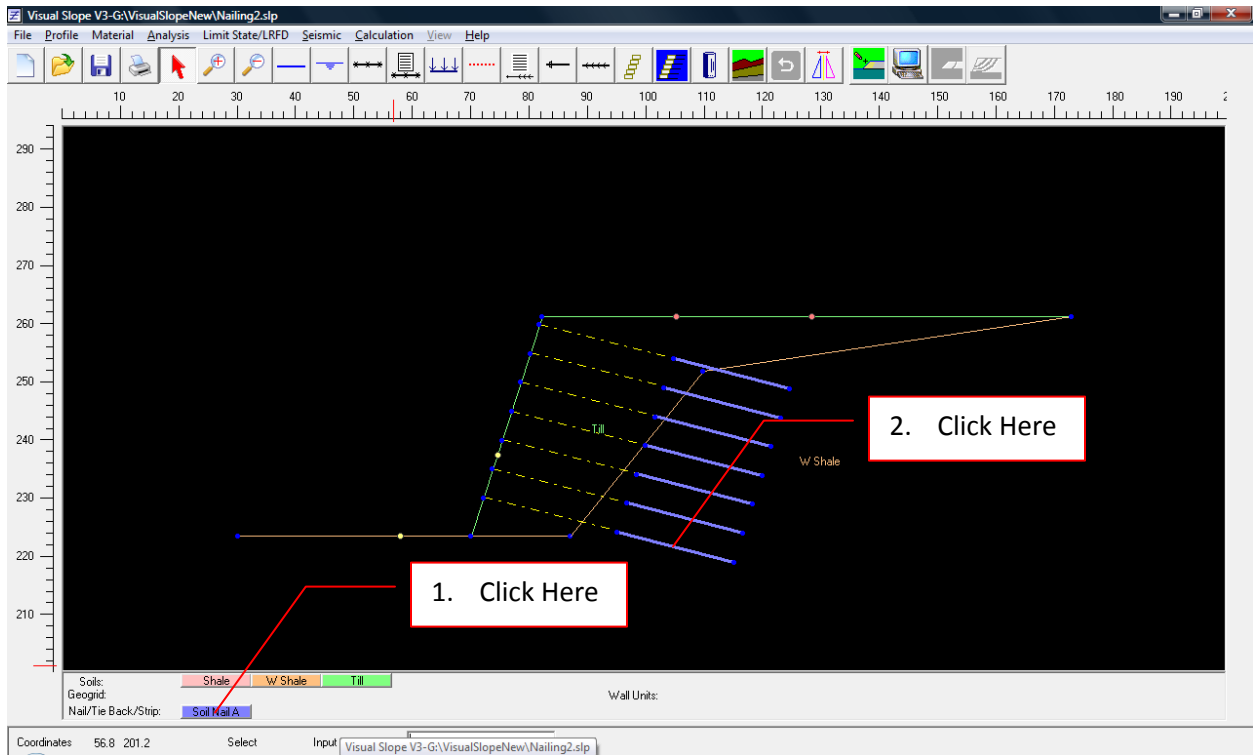 Visual Slope V3-G:\VisualSlopeNew\Nailing2.slp
File Profile Material Analysis Limit State/LRFD Seismic Calculation View Help
10 20 30 40 50 60 70 80 90 100 110 120 130 140 150 160 170 180 190 2
290
280
270
260
250
Till
2. Click Here
240
W Shale
230
220
1. Click Here
210
Soils: Shale W Shale Till
Geogrid: Wall Units:
Nail/Tie Back/Strip: Soil Nail A
Coordinates 56.8 201.2 Select Input
Visual Slope V3-G:\VisualSlopeNew\Nailing2.slp